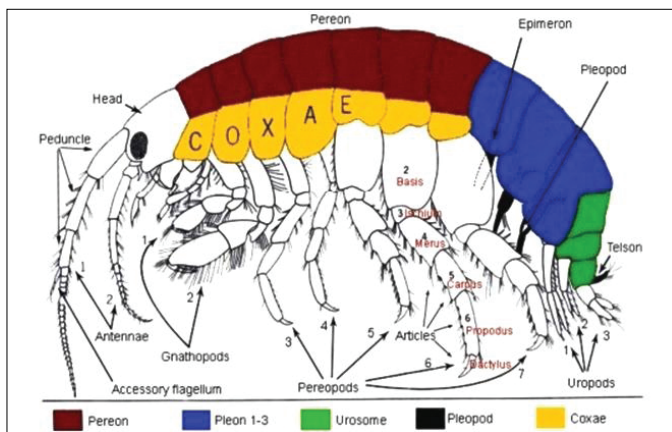 Pereon
Epimeron
Pleopod
Head
Peduncle
C O X A E
2
Basis
3 Ischium
4
Merus
5
Carpus
6
Propodus
Dactylus
Telson
1
2
Antennae
1
2
Gnathopods
Accessory flagellum
3
4
5
6
7
Pereopods
Articles
1
2
3
Uropods
Pereon
Pleon 1-3
Urosome
Pleopod
Coxae